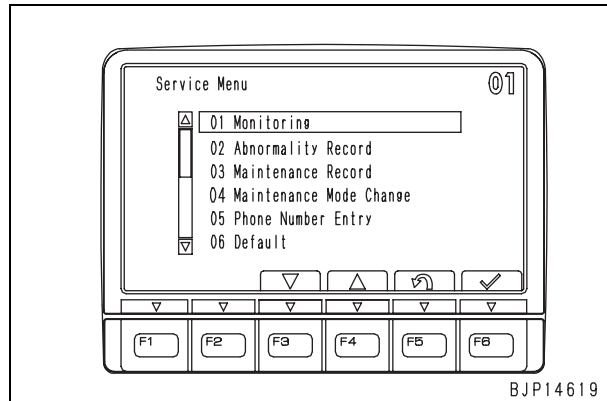 Service Menu 01
01 Monitoring
02 Abnormality Record
03 Maintenance Record
04 Maintenance Mode Change
05 Phone Number Entry
06 Default
F1 F2 F3 F4 F5 F6
BJP14619